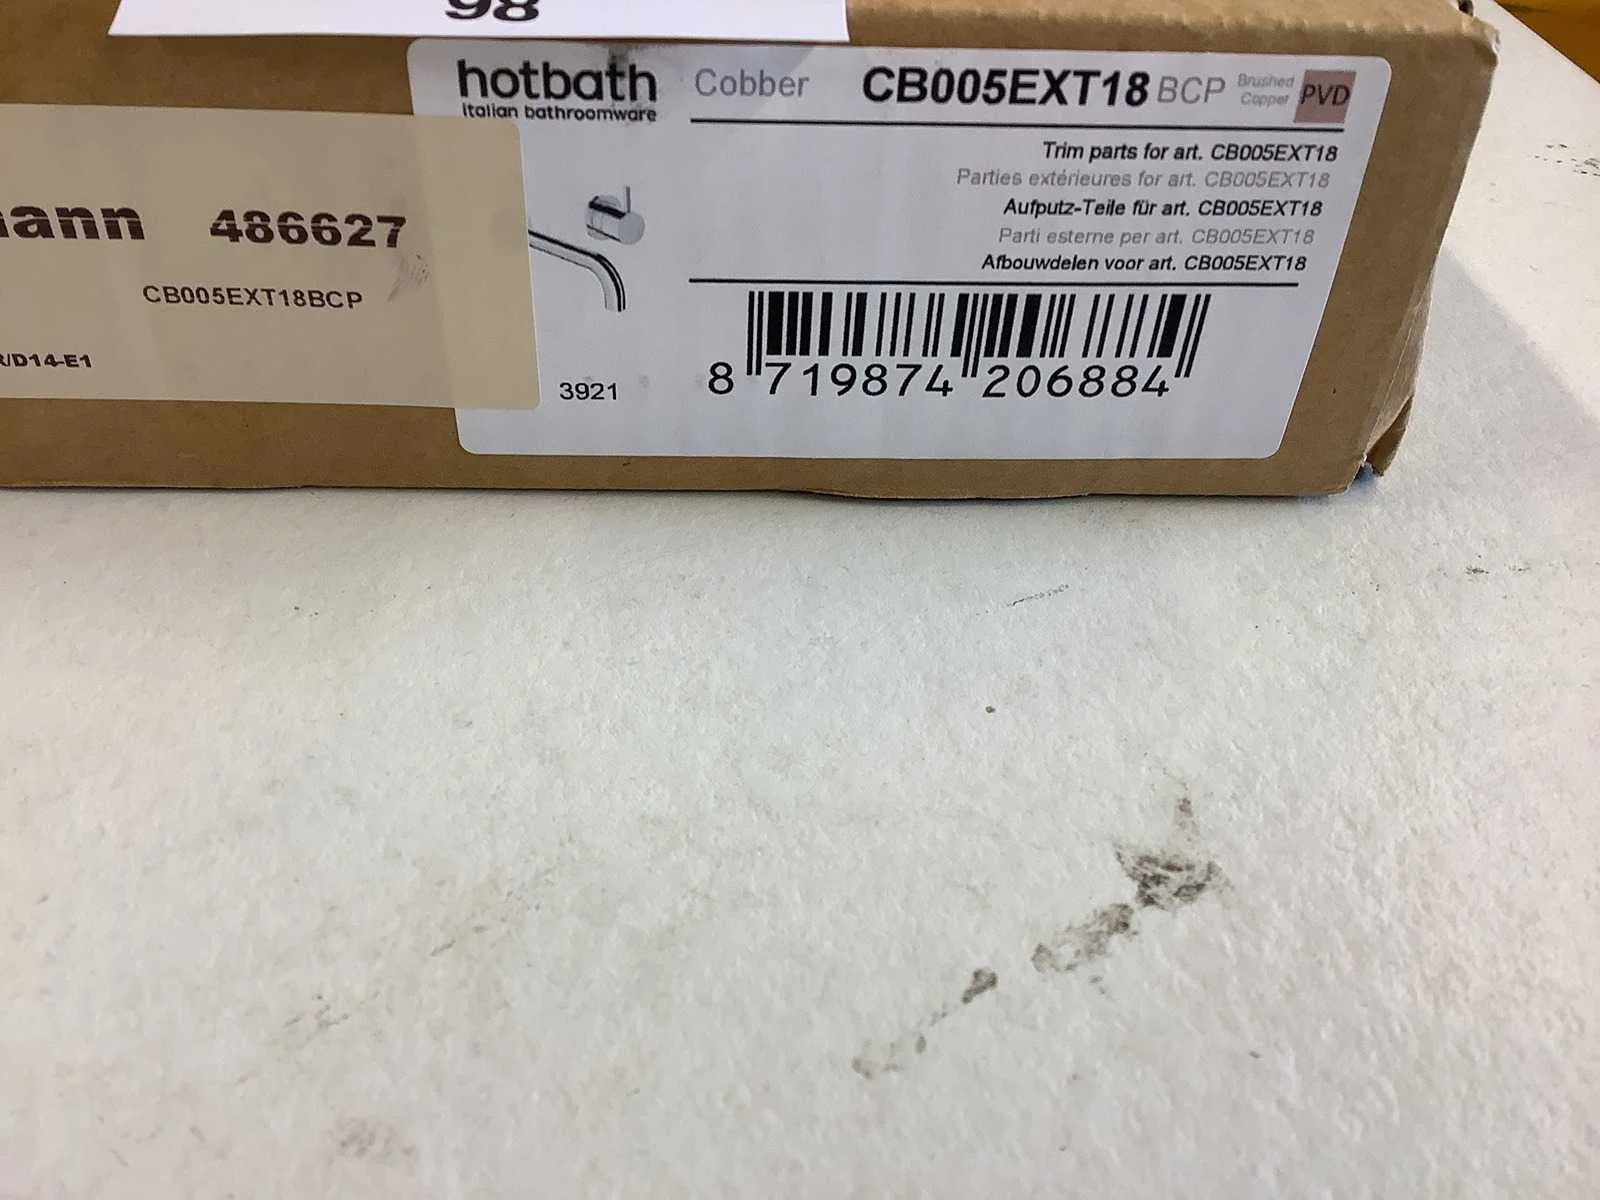 98
hotbath
italian bathroomware
Cobber CB005EXT18 BCP Brushed Copper PVD
Trim parts for art. CB005EXT18
Parties extérieures for art. CB005EXT18
Aufputz-Teile für art. CB005EXT18
Parti esterne per art. CB005EXT18
Afbouwdelen voor art. CB005EXT18
8 719874 206884
3921
mann 486627
CB005EXT18BCP
/D14-E1